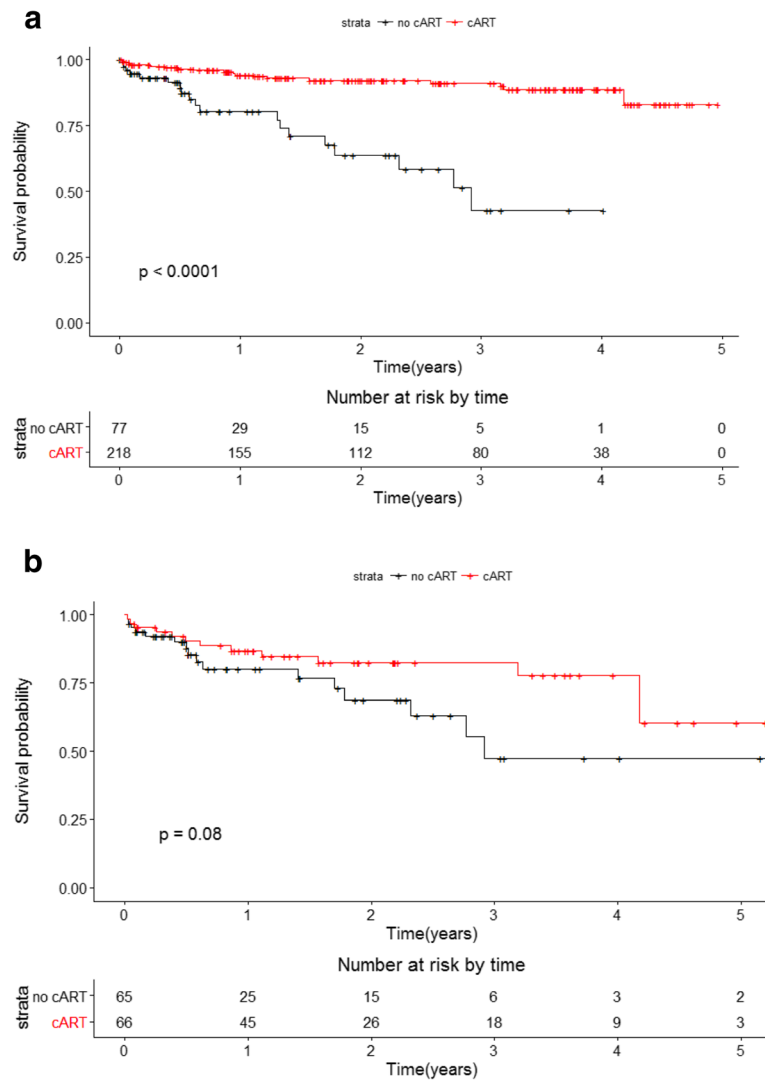 a
strata no cART cART
Survival probability
1.00
0.75
0.50
0.25
0.00
p < 0.0001
0 1 2 3 4 5
Time(years)
Number at risk by time
strata
no cART 77 29 15 5 1 0
cART 218 155 112 80 38 0
0 1 2 3 4 5
Time(years)
b
strata no cART cART
Survival probability
1.00
0.75
0.50
0.25
0.00
p = 0.08
0 1 2 3 4 5
Time(years)
Number at risk by time
strata
no cART 65 25 15 6 3 2
cART 66 45 26 18 9 3
0 1 2 3 4 5
Time(years)